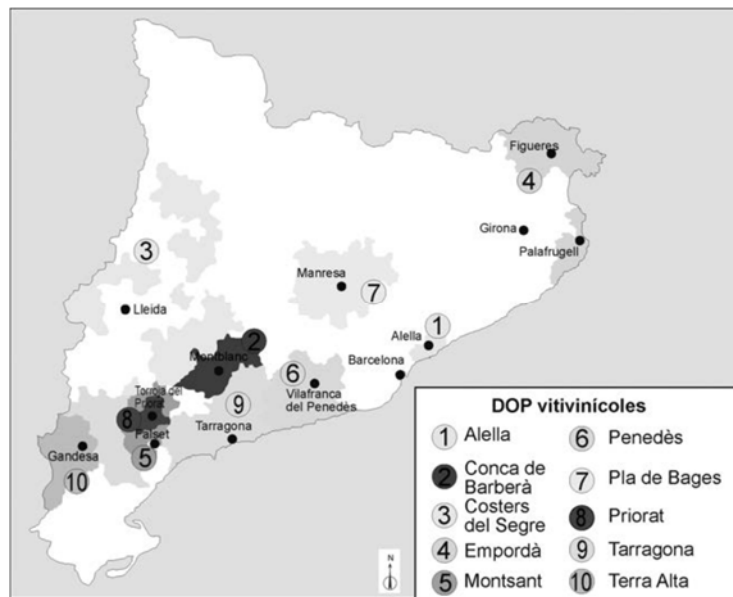 Figueres
4
Girona
Palafrugell
3
Manresa
7
Lleida
Alella
1
2
Montblanc
Barcelona
6
Vilafranca
del Penedès
Torroja del
Priorat
9
8
Falset
Tarragona
Gandesa
5
10
N
DOP vitivinícoles
1 Alella
2 Conca de
Barberà
3 Costers
del Segre
4 Empordà
5 Montsant
6 Penedès
7 Pla de Bages
8 Priorat
9 Tarragona
10 Terra Alta